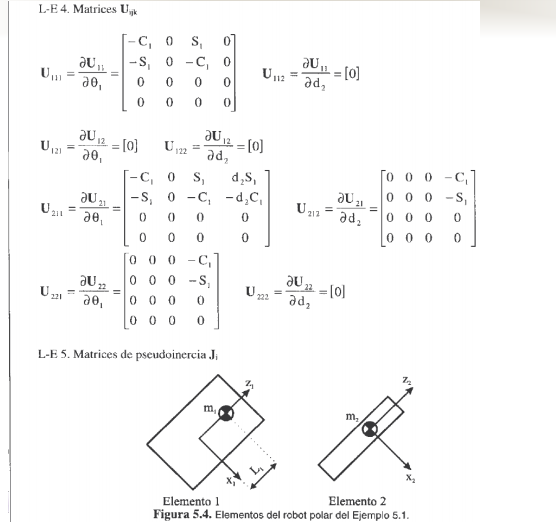 L-E 4. Matrices U_ijk
U_111 = ∂U_11/∂θ_1 = [−C_1 0 S_1 0; −S_1 0 −C_1 0; 0 0 0 0; 0 0 0 0] U_112 = ∂U_11/∂d_2 = [0]
U_121 = ∂U_12/∂θ_1 = [0] U_122 = ∂U_12/∂d_2 = [0]
U_211 = ∂U_21/∂θ_1 = [−C_1 0 S_1 d_2S_1; −S_1 0 −C_1 −d_2C_1; 0 0 0 0; 0 0 0 0] U_212 = ∂U_21/∂d_2 = [0 0 0 −C_1; 0 0 0 −S_1; 0 0 0 0; 0 0 0 0]
U_221 = ∂U_22/∂θ_1 = [0 0 0 −C_1; 0 0 0 −S_1; 0 0 0 0; 0 0 0 0] U_222 = ∂U_22/∂d_2 = [0]
L-E 5. Matrices de pseudoinercia J_i
z_1
m_1
x_1
z_2
m_2
x_2
Elemento 1 Elemento 2
Figura 5.4. Elementos del robot polar del Ejemplo 5.1.